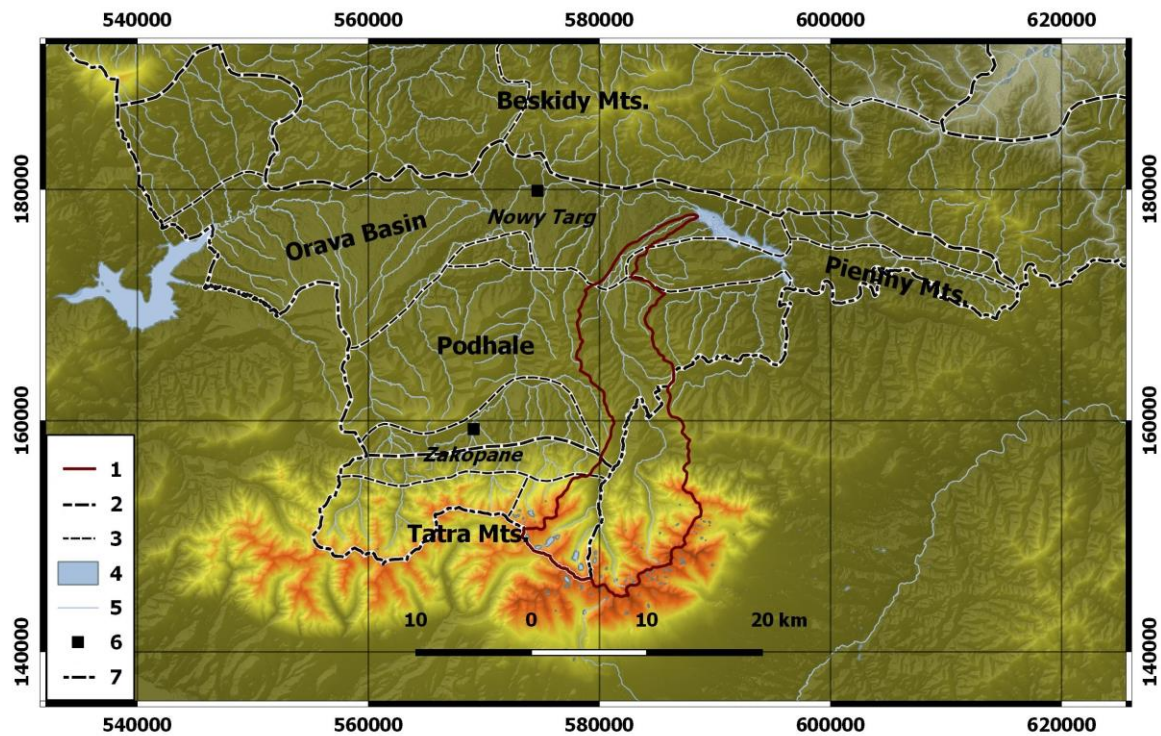 540000 560000 580000 600000 620000
180000 180000
160000 160000
140000 140000
Beskidy Mts.
Nowy Targ
Orava Basin
Pieniny Mts.
Podhale
Zakopane
Tatra Mts.
10 0 10 20 km
1
2
3
4
5
6
7
540000 560000 580000 600000 620000